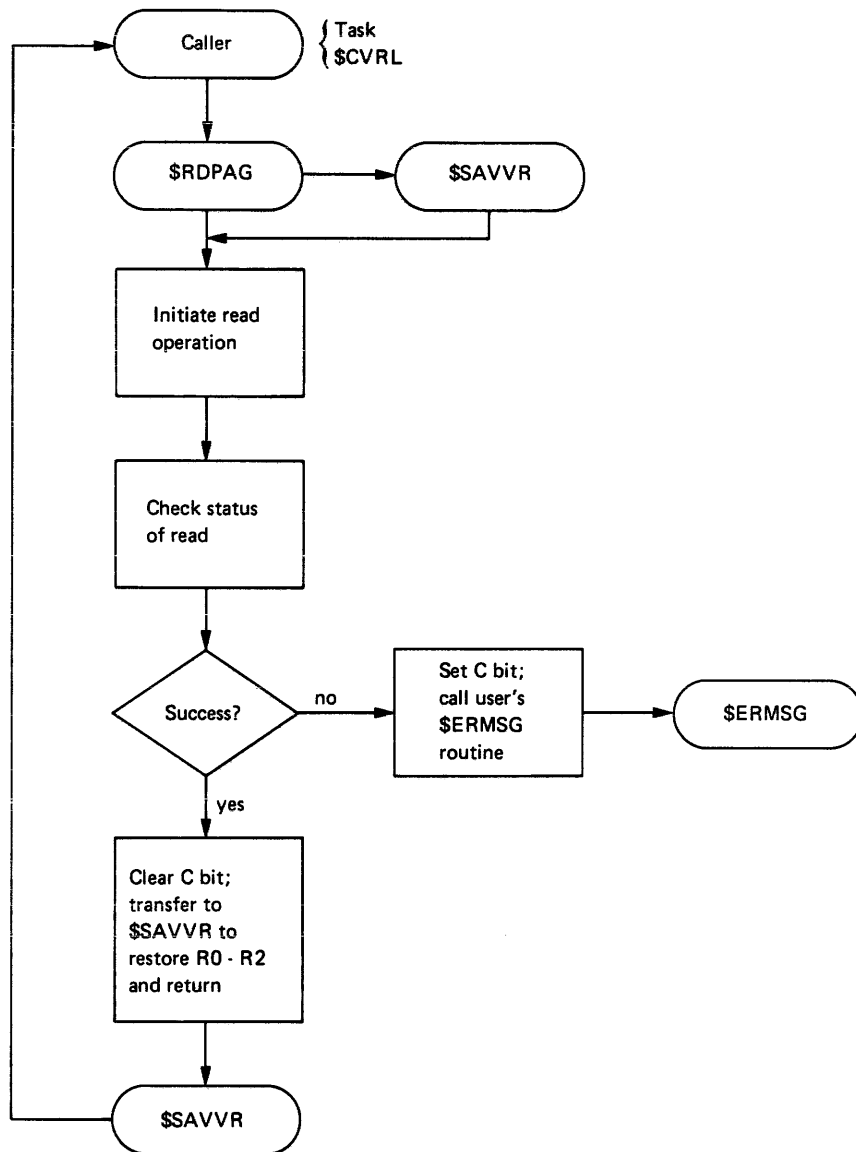 Caller
Task
$CVRL
$RDPAG
$SAVVR
Initiate read
operation
Check status
of read
Success?
no
Set C bit;
call user's
$ERMSG
routine
$ERMSG
yes
Clear C bit;
transfer to
$SAVVR to
restore R0 - R2
and return
$SAVVR